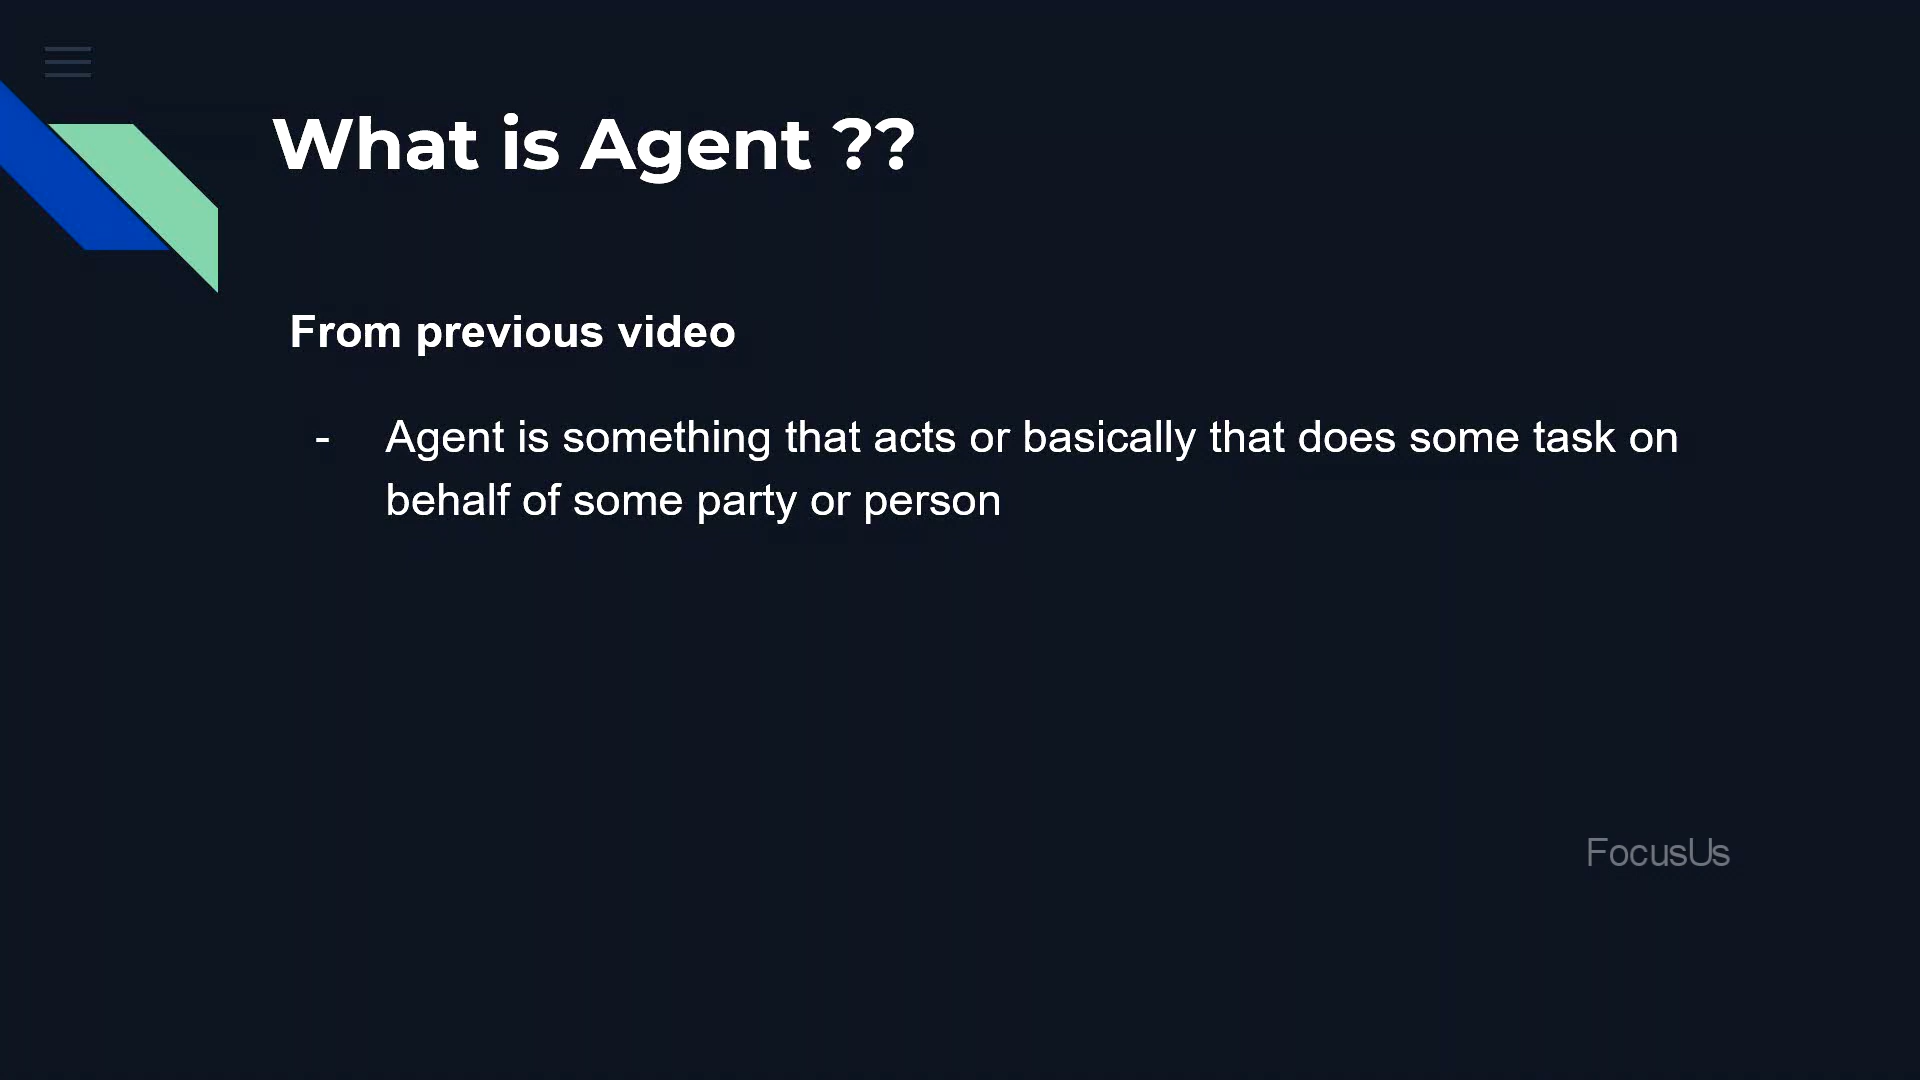 What is Agent ??
From previous video
- Agent is something that acts or basically that does some task on
behalf of some party or person
FocusUs